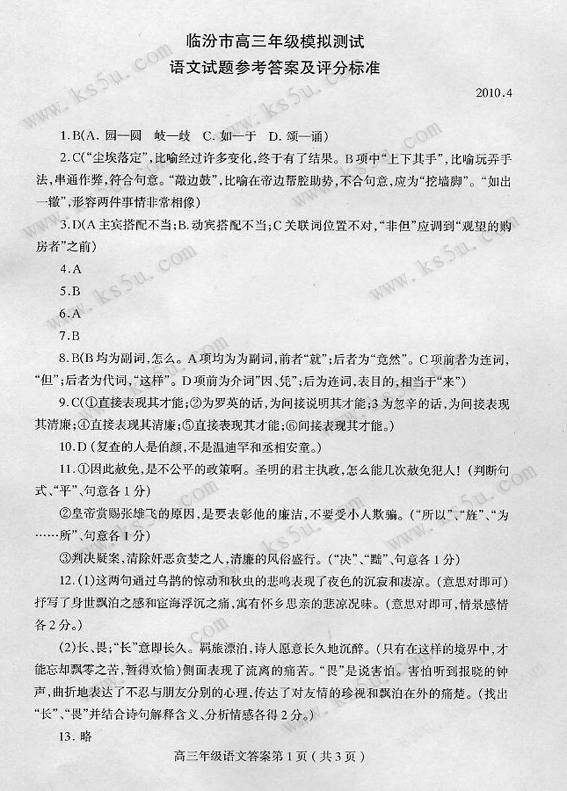 临汾市高三年级模拟测试
语文试题参考答案及评分标准
2010.4
1.B(A.园—圆 岐—歧 C.如—于 D.颂—诵)
2.C(“尘埃落定”,比喻经过许多变化,终于有了结果。B项中“上下其手”,比喻玩弄手
法,串通作弊,符合句意。“敲边鼓”,比喻在帝边帮腔助势,不合句意,应为“挖墙脚”。“如出
一辙”,形容两件事情非常相像)
3.D(A主宾搭配不当;B.动宾搭配不当;C关联词位置不对,“非但”应调到“观望的购
房者”之前)
4.A
5.B
6.A
7.B
8.B(B均为副词,怎么。A项均为为副词,前者“就”;后者为“竟然”。C项前者为连词,
“但”;后者为代词,“这样”。D项前为介词”因、凭”;后为连词,表目的,相当于“来”)
9.C(①直接表现其才能;②为罗英的话,为间接说明其才能;3为忽辛的话,为间接表现
其清廉;④直接表现其清廉;⑤直接表现其才能;⑥间接表现其才能。)
10.D (复查的人是伯颜,不是温迪罕和丞相安童。)
11.①因此赦免,是不公平的政策啊。圣明的君主执政,怎么能几次赦免犯人!(判断句
式、“平”、句意各1分)
②皇帝赏赐张雄飞的原因,是要表彰他的廉洁,不要受小人欺骗。(“所以”、“旌”、“为
……所”、句意各1分)
③判决疑案,清除奸恶贪婪之人,清廉的风俗盛行。(“决”、“黜”、句意各1分)
12.(1)这两句通过乌鹊的惊动和秋虫的悲鸣表现了夜色的沉寂和凄凉。(意思对即可)
抒写了身世飘泊之感和宦海浮沉之痛,寓有怀乡思亲的悲凉况味。(意思对即可,情景感情
各2分。)
(2)长、畏;“长”意即长久。羁旅漂泊,诗人愿意长久地沉醉。(只有在这样的境界中,才
能忘却飘零之苦,暂得欢愉)侧面表现了流离的痛苦。“畏”是说害怕。害怕听到报晓的钟
声,曲折地表达了不忍与朋友分别的心理,传达了对友情的珍视和飘泊在外的痛楚。(找出
“长”、“畏”并结合诗句解释含义、分析情感各得2分。)
13.略
高三年级语文答案第1页(共3页)
www.ks5u.com
www.ks5u.com
www.ks5u.com
www.ks5u.com
www.ks5u.com
www.ks5u.com